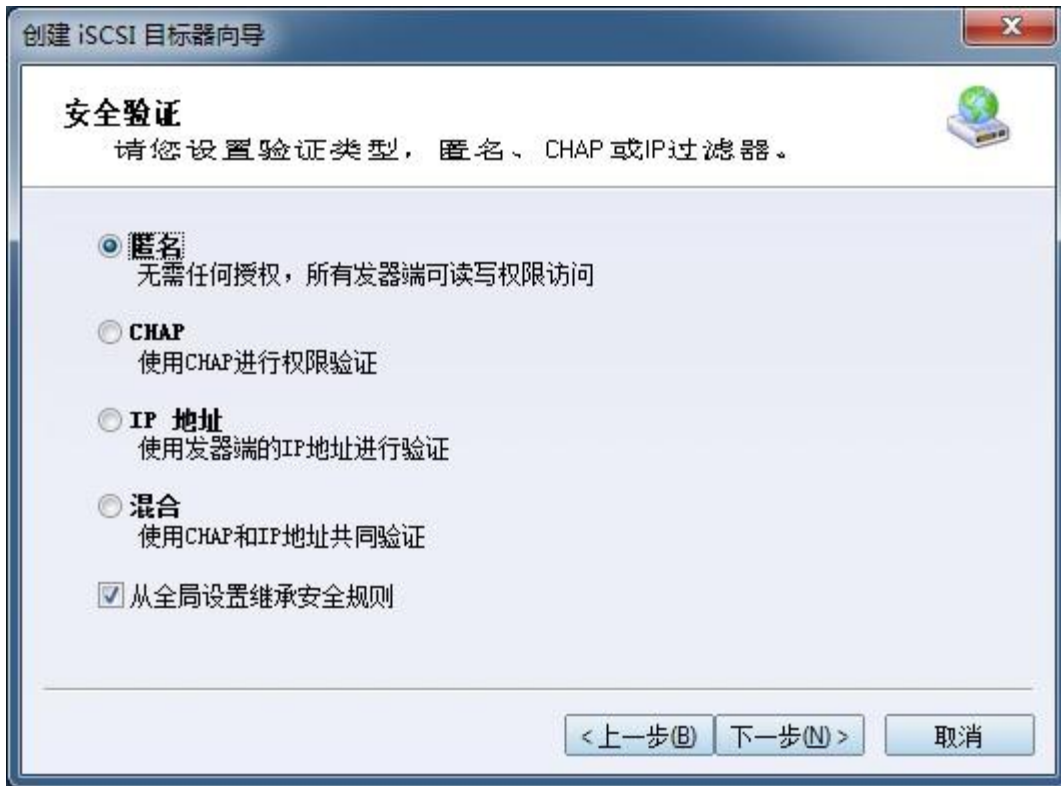 创建 iSCSI 目标器向导
安全验证
请您设置验证类型，匿名、CHAP或IP过滤器。
匿名
无需任何授权，所有发器端可读写权限访问
CHAP
使用CHAP进行权限验证
IP 地址
使用发器端的IP地址进行验证
混合
使用CHAP和IP地址共同验证
从全局设置继承安全规则
<上一步(B) 下一步(N)> 取消